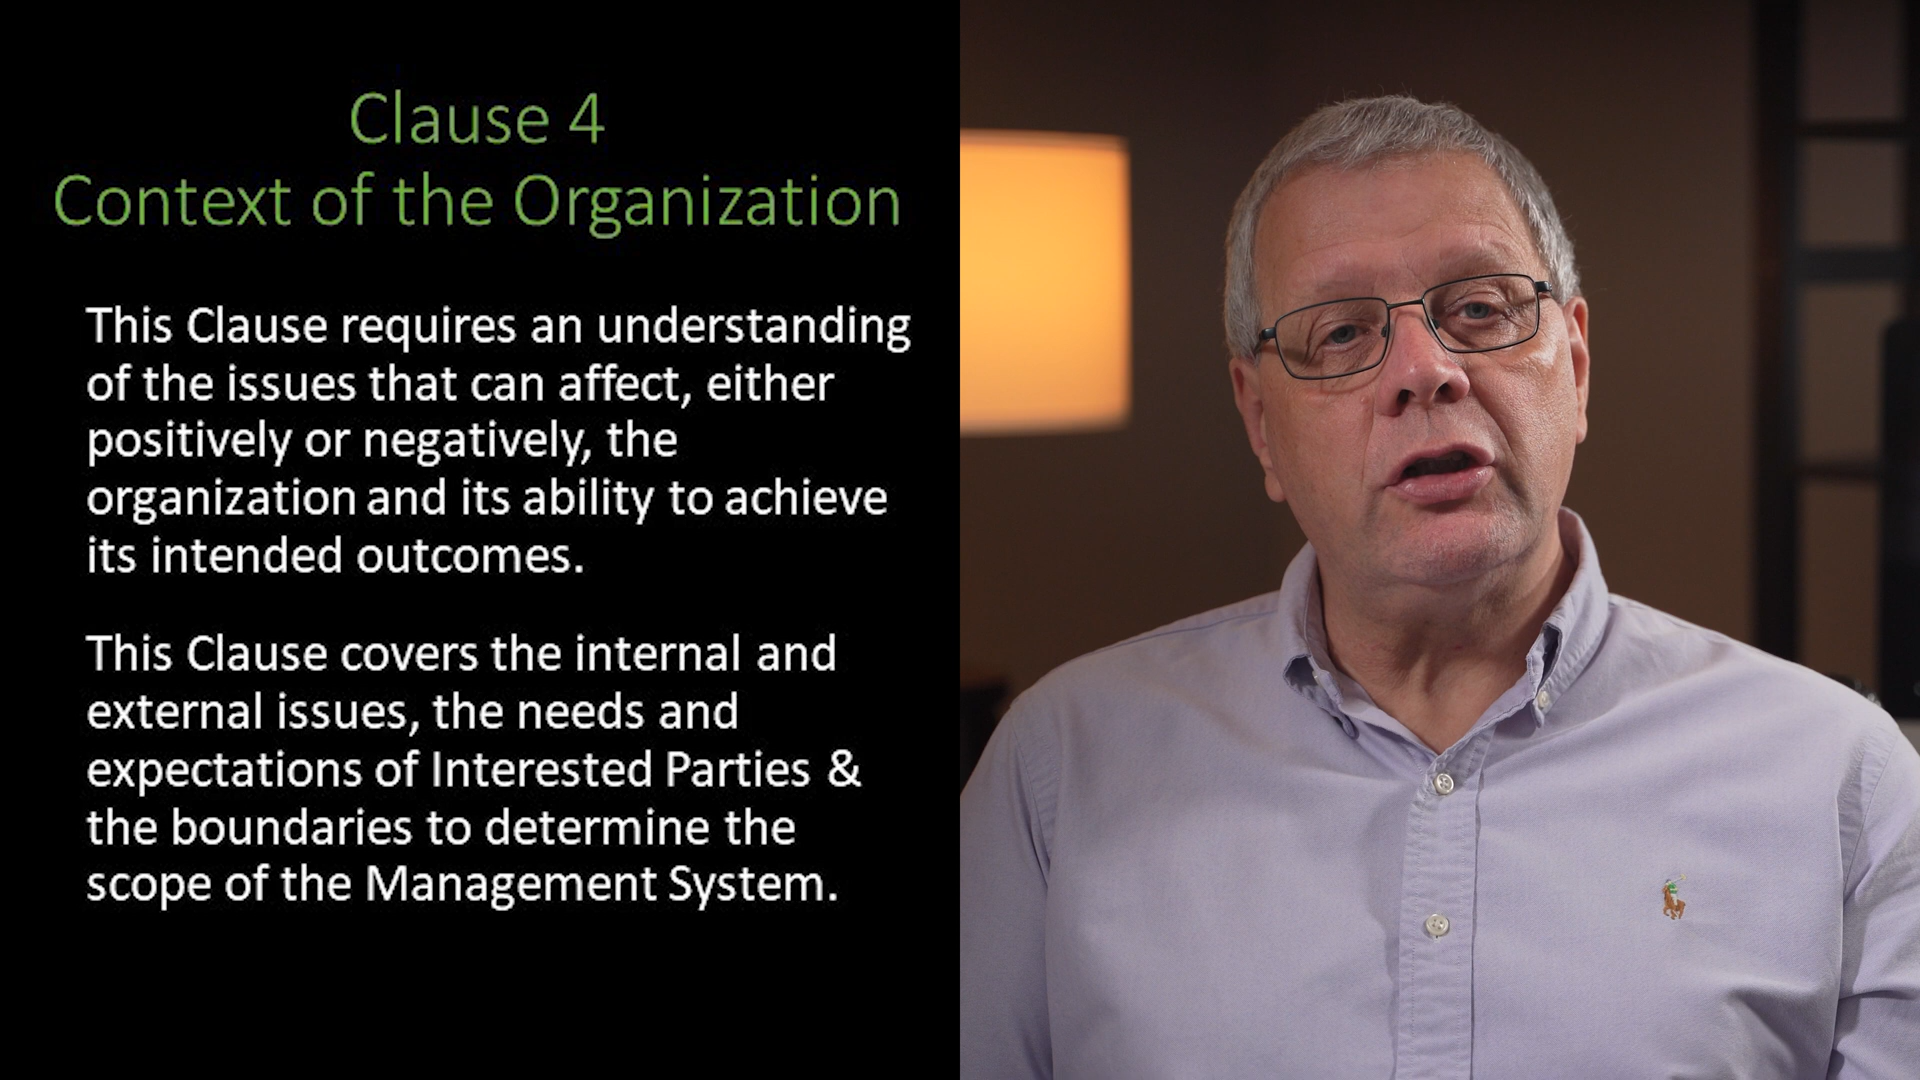 Clause 4
Context of the Organization
This Clause requires an understanding
of the issues that can affect, either
positively or negatively, the
organization and its ability to achieve
its intended outcomes.
This Clause covers the internal and
external issues, the needs and
expectations of Interested Parties &
the boundaries to determine the
scope of the Management System.